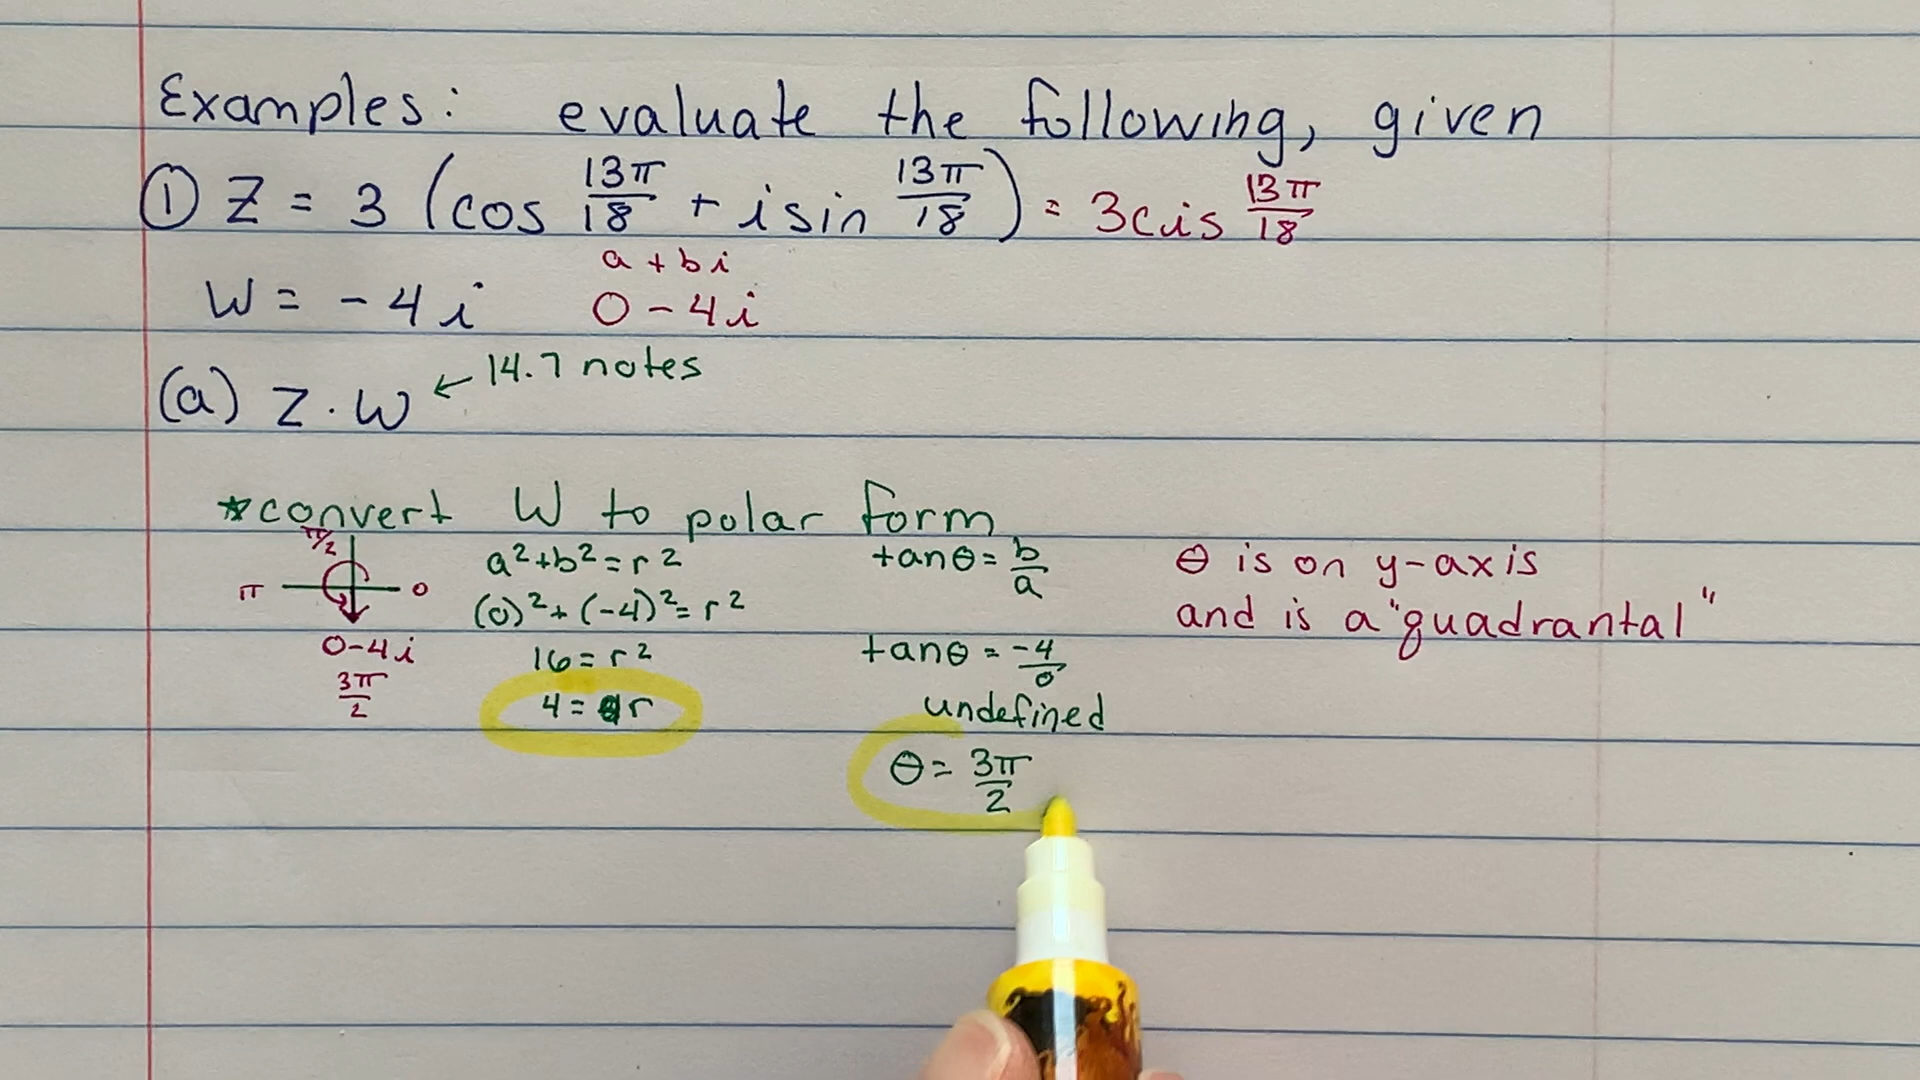 Examples: evaluate the following, given
① Z = 3 (cos 13π/18 + i sin 13π/18) = 3cis 13π/18
a + bi
W = -4i 0 - 4i
(a) Z · W ← 14.7 notes
*convert W to polar form
π/2
π 0
0-4i
3π/2
a²+b²=r²
(0)²+(-4)²=r²
16=r²
4=r
tanθ=b/a
tanθ=-4/0
undefined
θ=3π/2
θ is on y-axis
and is a "quadrantal"